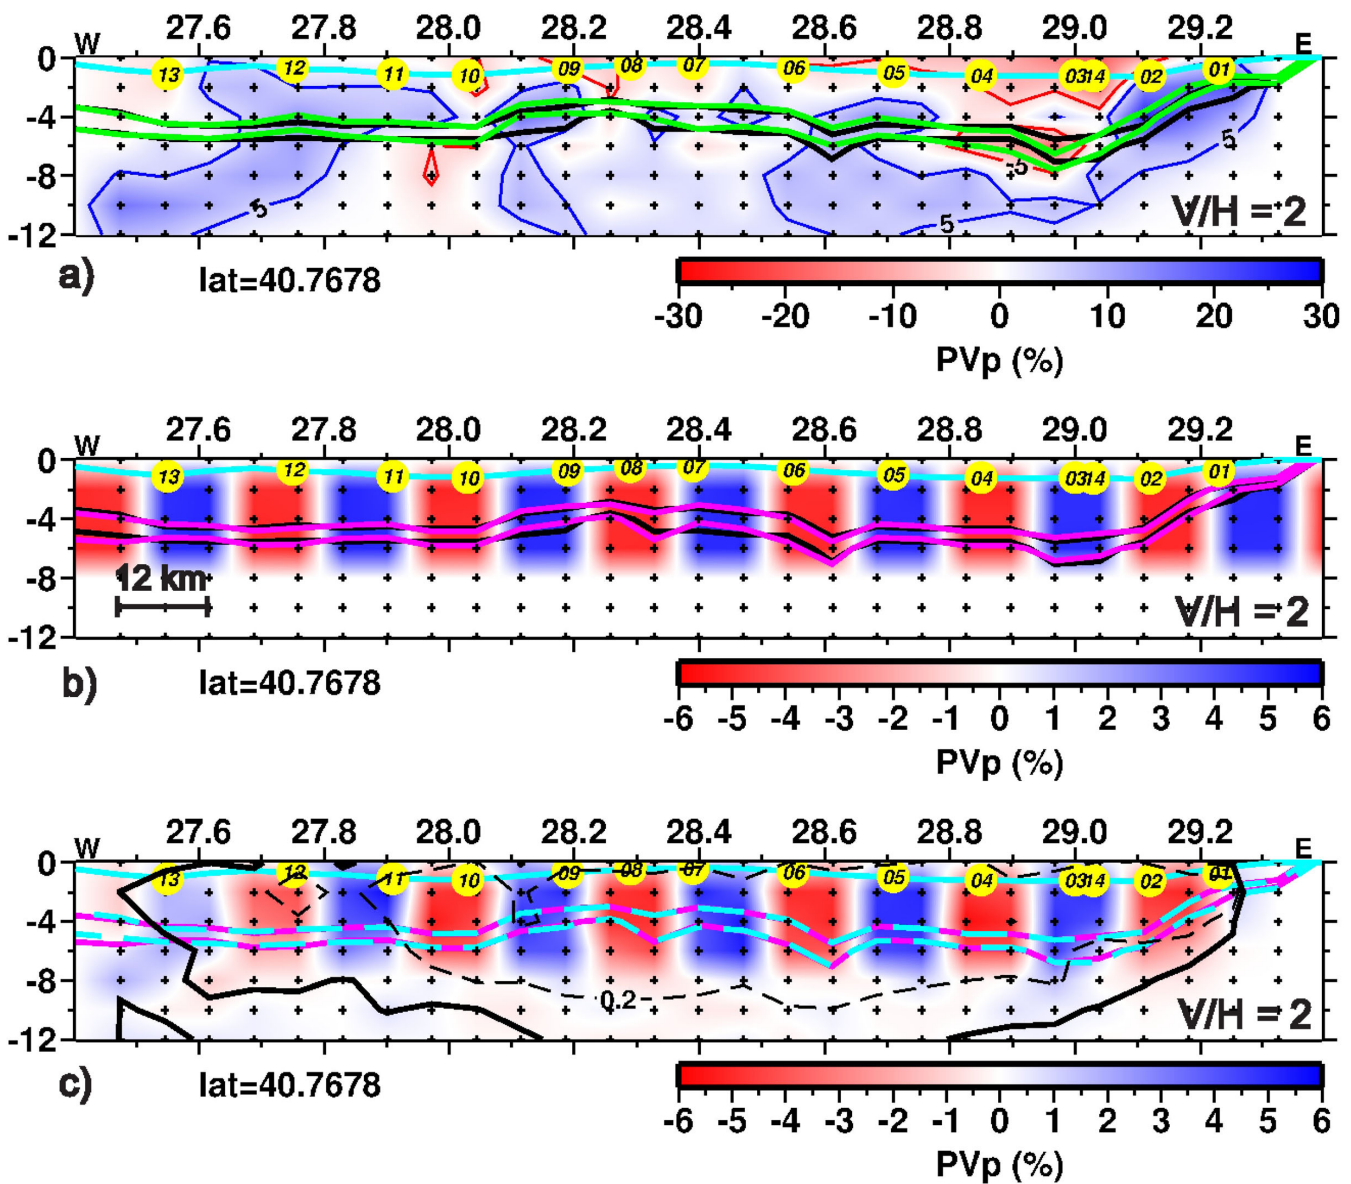 27.6 27.8 28.0 28.2 28.4 28.6 28.8 29.0 29.2
W E
0
13 12 11 10 09 08 07 06 05 04 03 14 02 01
-4
5
-5
-8
5
5
V/H = 2
-12
a) lat=40.7678
-30 -20 -10 0 10 20 30
PVp (%)
27.6 27.8 28.0 28.2 28.4 28.6 28.8 29.0 29.2
W E
0
13 12 11 10 09 08 07 06 05 04 03 14 02 01
-4
-8
12 km
V/H = 2
-12
b) lat=40.7678
-6 -5 -4 -3 -2 -1 0 1 2 3 4 5 6
PVp (%)
27.6 27.8 28.0 28.2 28.4 28.6 28.8 29.0 29.2
W E
0
13 12 11 10 09 08 07 06 05 04 03 14 02 01
-4
-8
0.2
V/H = 2
-12
c) lat=40.7678
-6 -5 -4 -3 -2 -1 0 1 2 3 4 5 6
PVp (%)